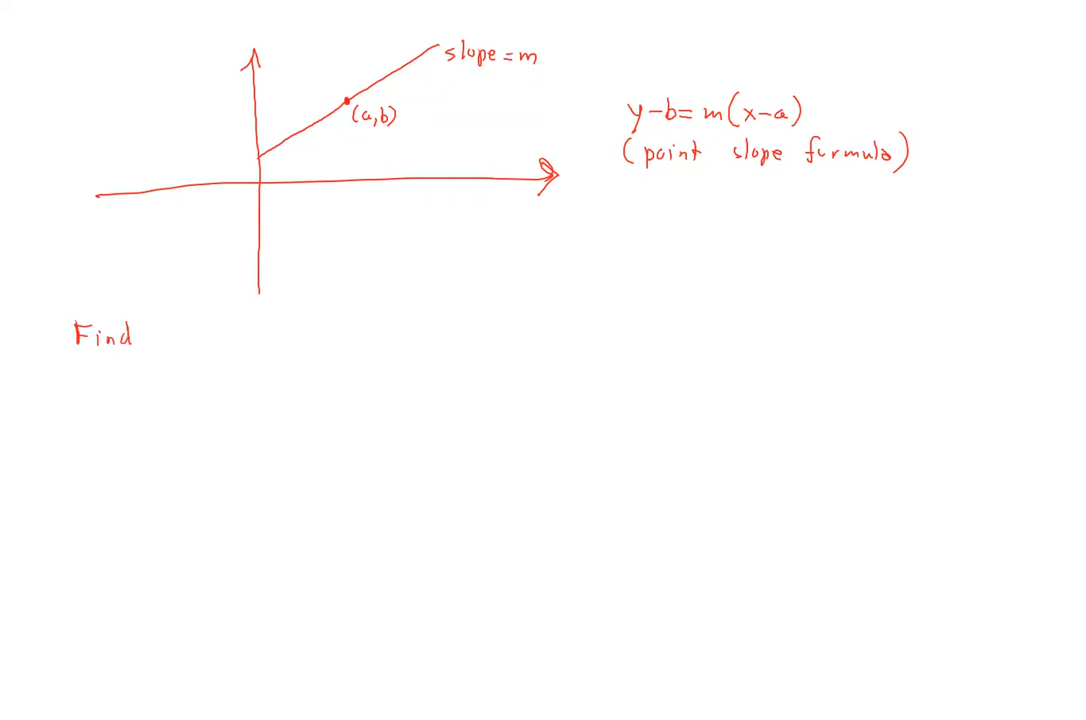 slope = m
(a,b)
y-b = m(x-a)
(point slope formula)
Find